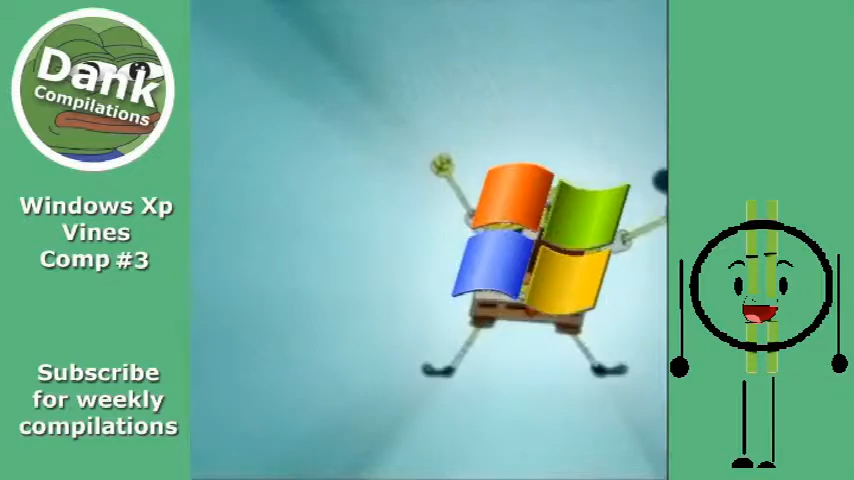 Dank
Compilations
Windows Xp
Vines
Comp #3
Subscribe
for weekly
compilations